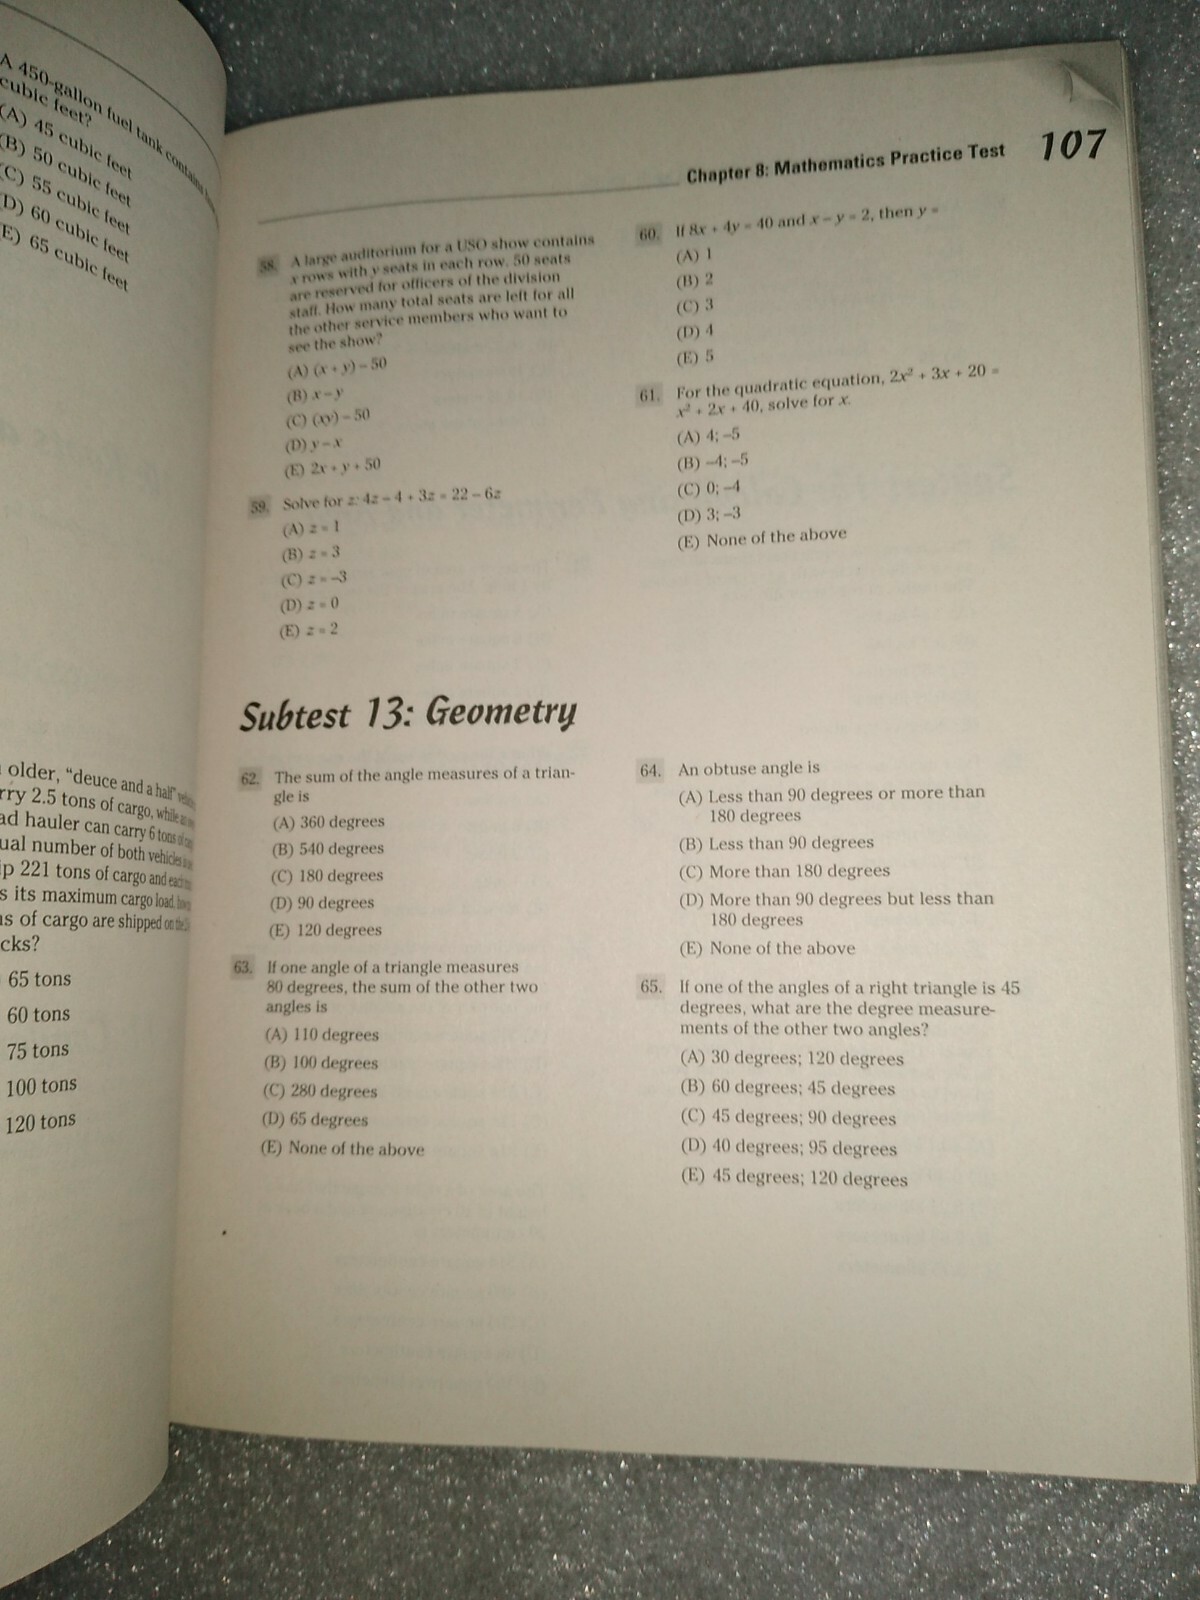 A 450-gallon fuel tank contains
cubic feet?
(A) 45 cubic feet
(B) 50 cubic feet
(C) 55 cubic feet
(D) 60 cubic feet
(E) 65 cubic feet
older, “deuce and a half”
rry 2.5 tons of cargo, while
ad hauler can carry 6 tons of
ual number of both vehicles
ip 221 tons of cargo and each
s its maximum cargo load,
ns of cargo are shipped on the
cks?
65 tons
60 tons
75 tons
100 tons
120 tons
Chapter 8: Mathematics Practice Test 107
58. A large auditorium for a USO show contains
x rows with y seats in each row. 50 seats
are reserved for officers of the division
staff. How many total seats are left for all
the other service members who want to
see the show?
(A) (x + y) – 50
(B) x – y
(C) (xy) – 50
(D) y – x
(E) 2x + y + 50
59. Solve for z: 4z – 4 + 3z = 22 – 6z
(A) z = 1
(B) z = 3
(C) z = –3
(D) z = 0
(E) z = 2
60. If 8x + 4y = 40 and x – y = 2, then y =
(A) 1
(B) 2
(C) 3
(D) 4
(E) 5
61. For the quadratic equation, 2x² + 3x + 20 =
x² + 2x + 40, solve for x.
(A) 4; –5
(B) –4; –5
(C) 0; –4
(D) 3; –3
(E) None of the above
Subtest 13: Geometry
62. The sum of the angle measures of a trian-
gle is
(A) 360 degrees
(B) 540 degrees
(C) 180 degrees
(D) 90 degrees
(E) 120 degrees
63. If one angle of a triangle measures
80 degrees, the sum of the other two
angles is
(A) 110 degrees
(B) 100 degrees
(C) 280 degrees
(D) 65 degrees
(E) None of the above
64. An obtuse angle is
(A) Less than 90 degrees or more than
180 degrees
(B) Less than 90 degrees
(C) More than 180 degrees
(D) More than 90 degrees but less than
180 degrees
(E) None of the above
65. If one of the angles of a right triangle is 45
degrees, what are the degree measure-
ments of the other two angles?
(A) 30 degrees; 120 degrees
(B) 60 degrees; 45 degrees
(C) 45 degrees; 90 degrees
(D) 40 degrees; 95 degrees
(E) 45 degrees; 120 degrees